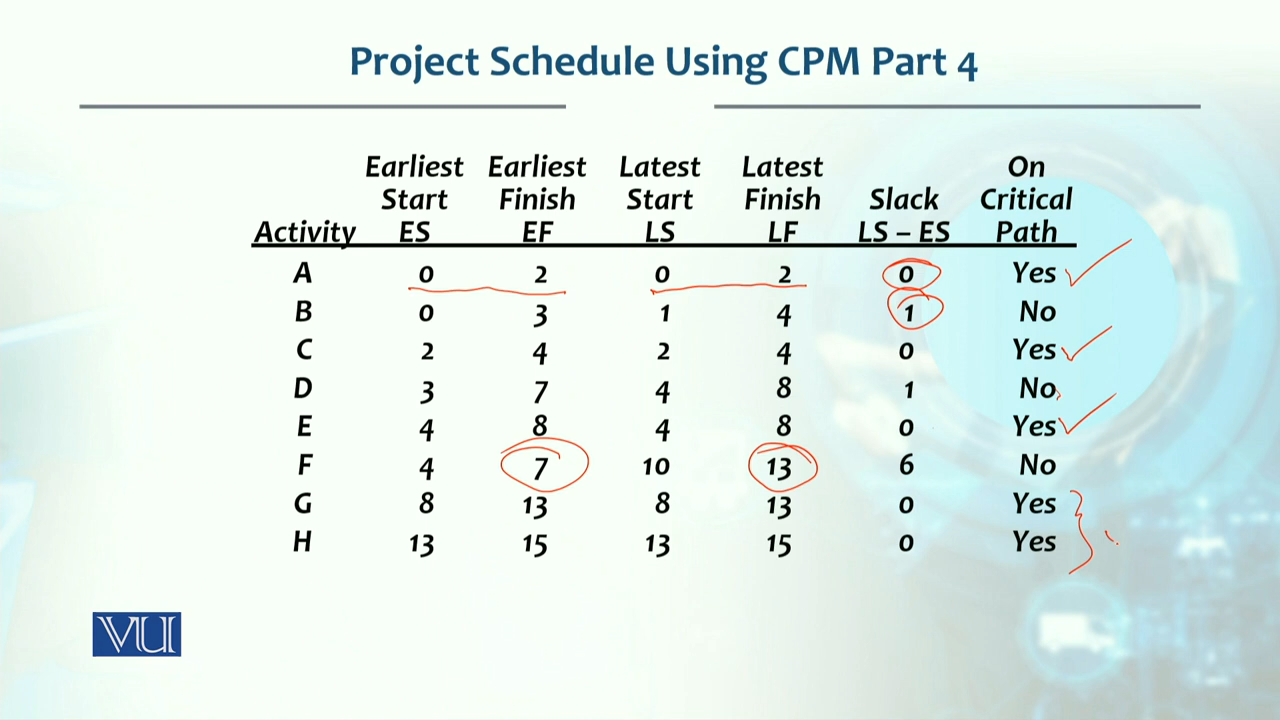 Project Schedule Using CPM Part 4
Earliest Earliest Latest Latest On
Start Finish Start Finish Slack Critical
Activity ES EF LS LF LS – ES Path
A 0 2 0 2 0 Yes
B 0 3 1 4 1 No
C 2 4 2 4 0 Yes
D 3 7 4 8 1 No
E 4 8 4 8 0 Yes
F 4 7 10 13 6 No
G 8 13 8 13 0 Yes
H 13 15 13 15 0 Yes
VU